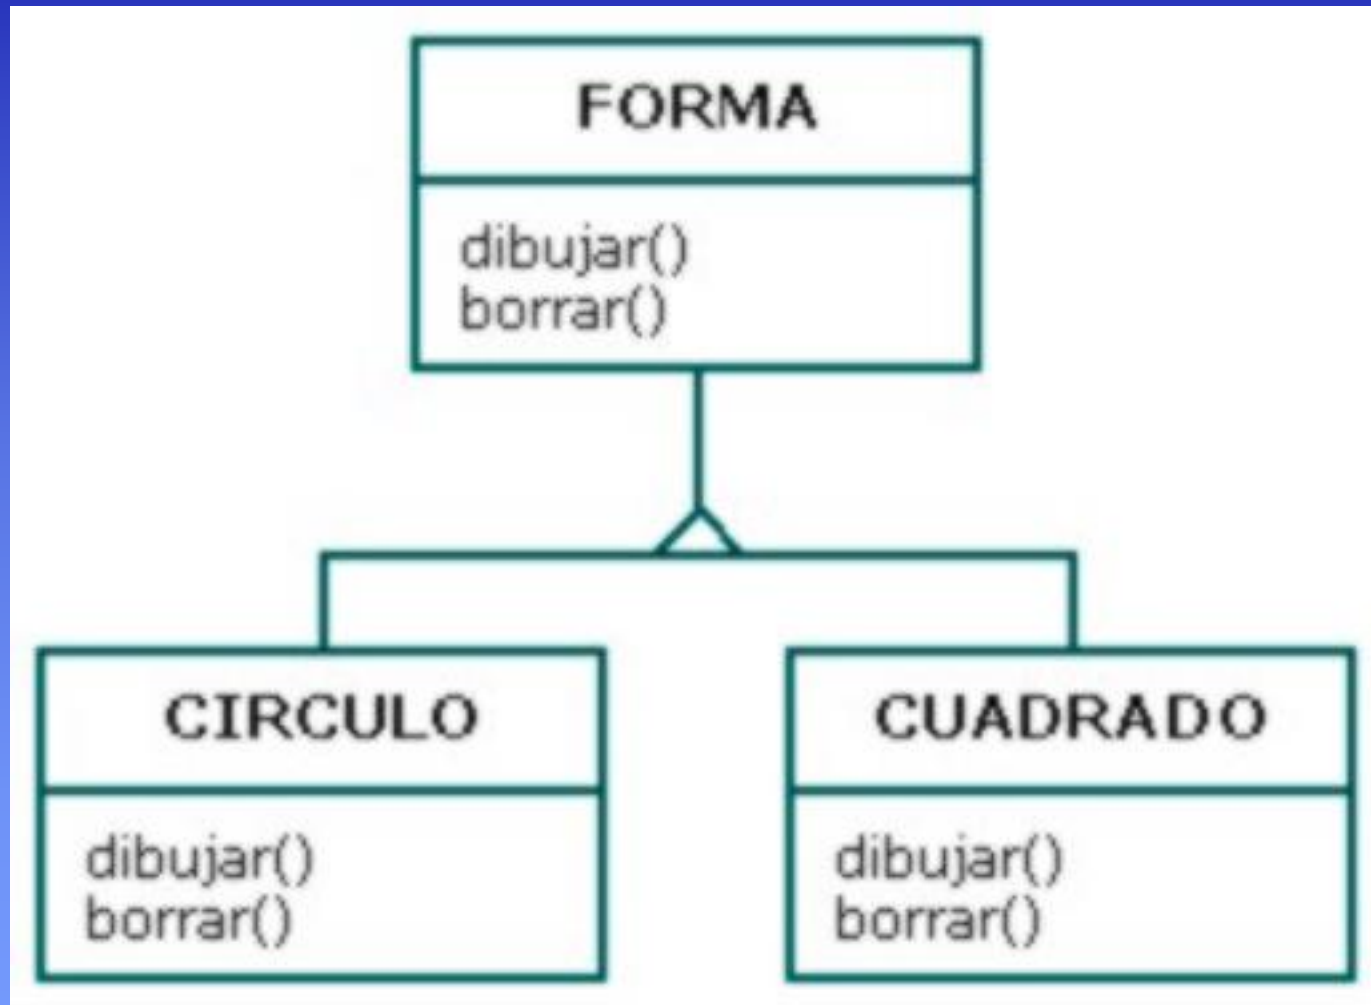 FORMA
dibujar()
borrar()
CIRCULO
dibujar()
borrar()
CUADRADO
dibujar()
borrar()